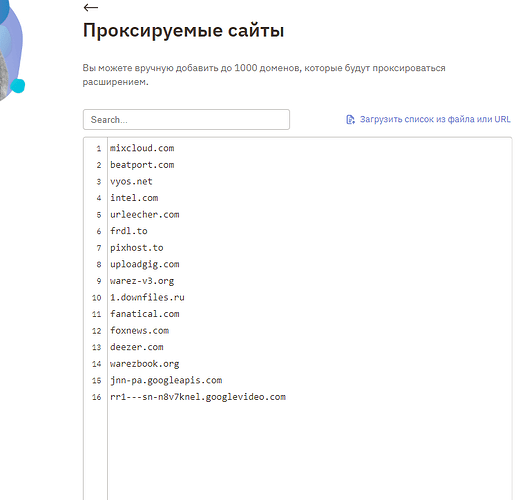 Проксируемые сайты
Вы можете вручную добавить до 1000 доменов, которые будут проксироваться
расширением.
Search...
Загрузить список из файла или URL
1 mixcloud.com
2 beatport.com
3 vyos.net
4 intel.com
5 urleecher.com
6 frdl.to
7 pixhost.to
8 uploadgig.com
9 warez-v3.org
10 1.downfiles.ru
11 fanatical.com
12 foxnews.com
13 deezer.com
14 warezbook.org
15 jnn-pa.googleapis.com
16 rr1---sn-n8v7knel.googlevideo.com